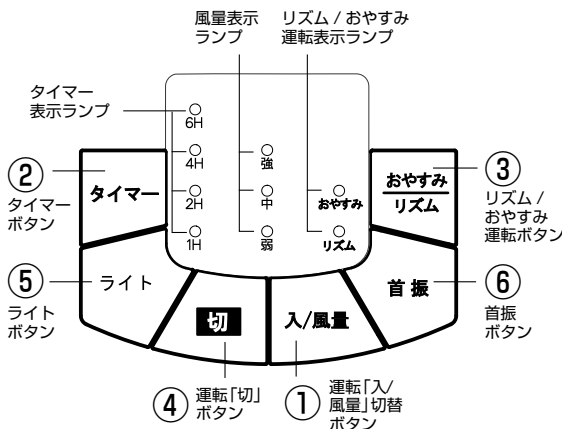 風量表示
ランプ
リズム / おやすみ
運転表示ランプ
タイマー
表示ランプ
6H
4H
2H
1H
強
中
弱
おやすみ
リズム
②
タイマー
ボタン
タイマー
おやすみ
リズム
③
リズム /
おやすみ
運転ボタン
⑤
ライト
ボタン
ライト
切
入/風量
首振
⑥
首振
ボタン
④
運転「切」
ボタン
①
運転「入/
風量」切替
ボタン